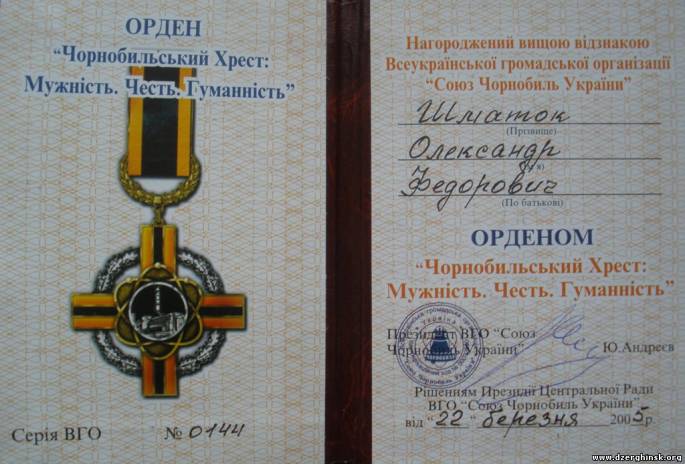 ОРДЕН
“Чорнобильський Хрест:
Мужність. Честь. Гуманність”
Серія ВГО № 0144
Нагороджений вищою відзнакою
Всеукраїнської громадської організації
“Союз Чорнобиль України”
Шматок
(Прізвище)
Олександр
Федорович
(По батькові)
ОРДЕНОМ
“Чорнобильський Хрест:
Мужність. Честь. Гуманність”
Президент ВГО “Союз
Чорнобиль України” Ю.Андреєв
Рішенням Президії Центральної Ради
ВГО “Союз Чорнобиль України”
від “22” березня 2005 р.
www.dzerghinsk.org